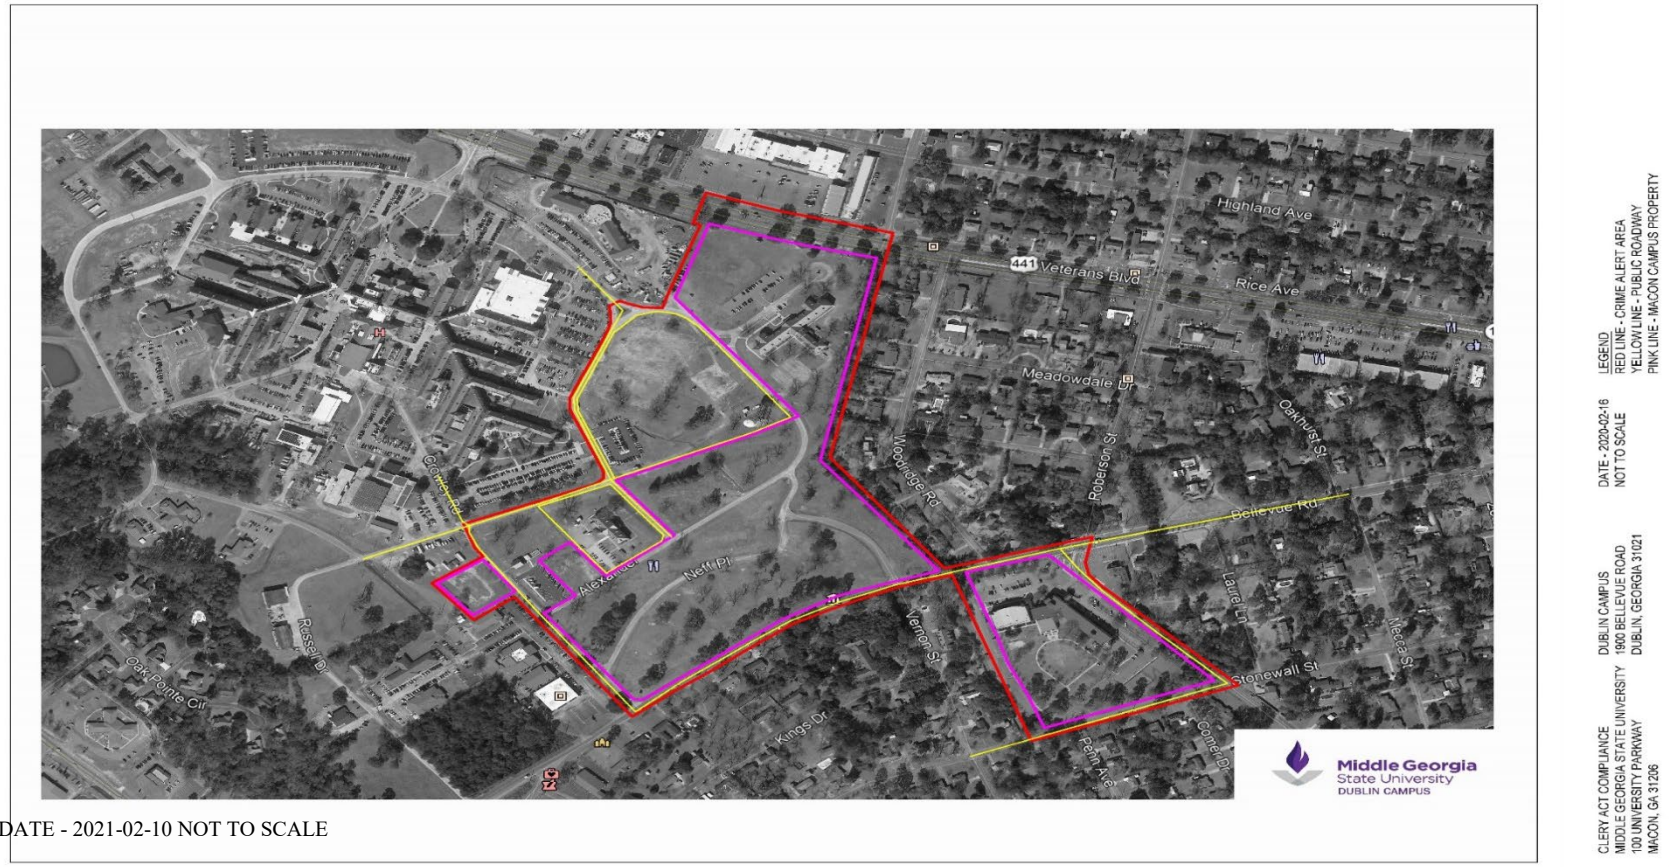 Highland Ave
441 Veterans Blvd
Rice Ave
Meadowdale Dr
Oakhurst St
Woodridge Rd
Roberson St
Bellevue Rd
Alexander
Neff Pl
Russell Dr
Oak Pointe Cir
Vernon St
Laurel Ln
Mecca St
Stonewall St
Kings Dr
Penn Ave
Comer Dr
H
Middle Georgia
State University
DUBLIN CAMPUS
DATE - 2021-02-10 NOT TO SCALE
LEGEND
RED LINE - CRIME ALERT AREA
YELLOW LINE - PUBLIC ROADWAY
PINK LINE - MACON CAMPUS PROPERTY
DATE - 2020-02-16
NOT TO SCALE
DUBLIN CAMPUS
1900 BELLEVUE ROAD
DUBLIN, GEORGIA 31021
CLERY ACT COMPLIANCE
MIDDLE GEORGIA STATE UNIVERSITY
100 UNIVERSITY PARKWAY
MACON, GA 31206